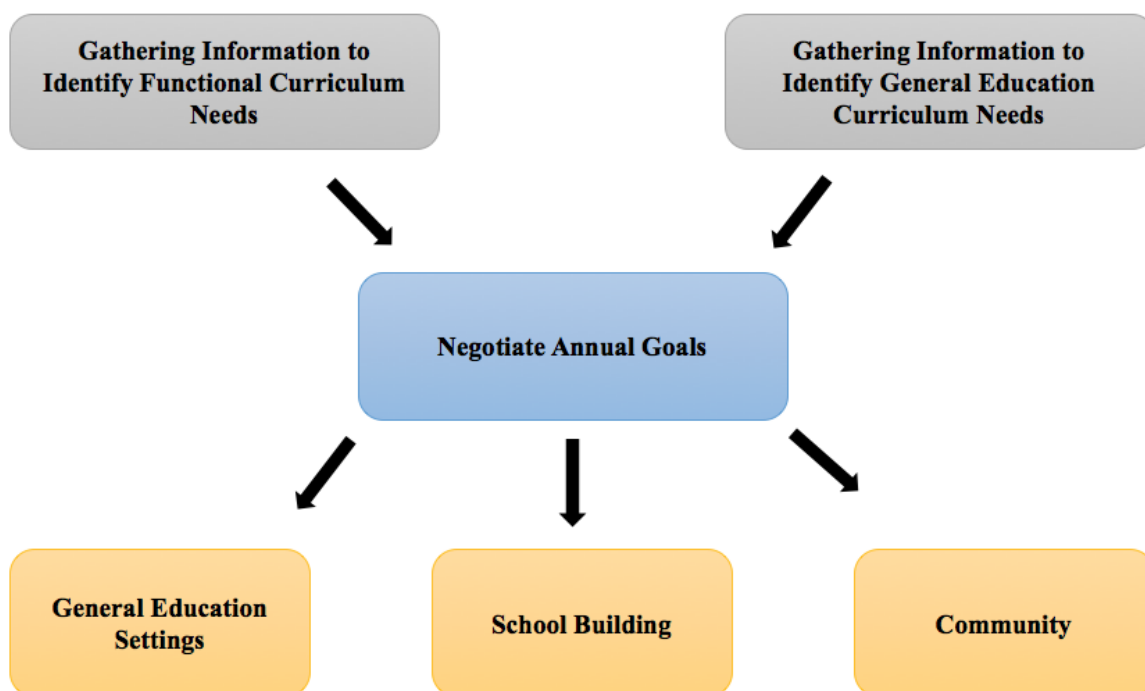 Gathering Information to
Identify Functional Curriculum
Needs
Gathering Information to
Identify General Education
Curriculum Needs
Negotiate Annual Goals
General Education
Settings
School Building
Community